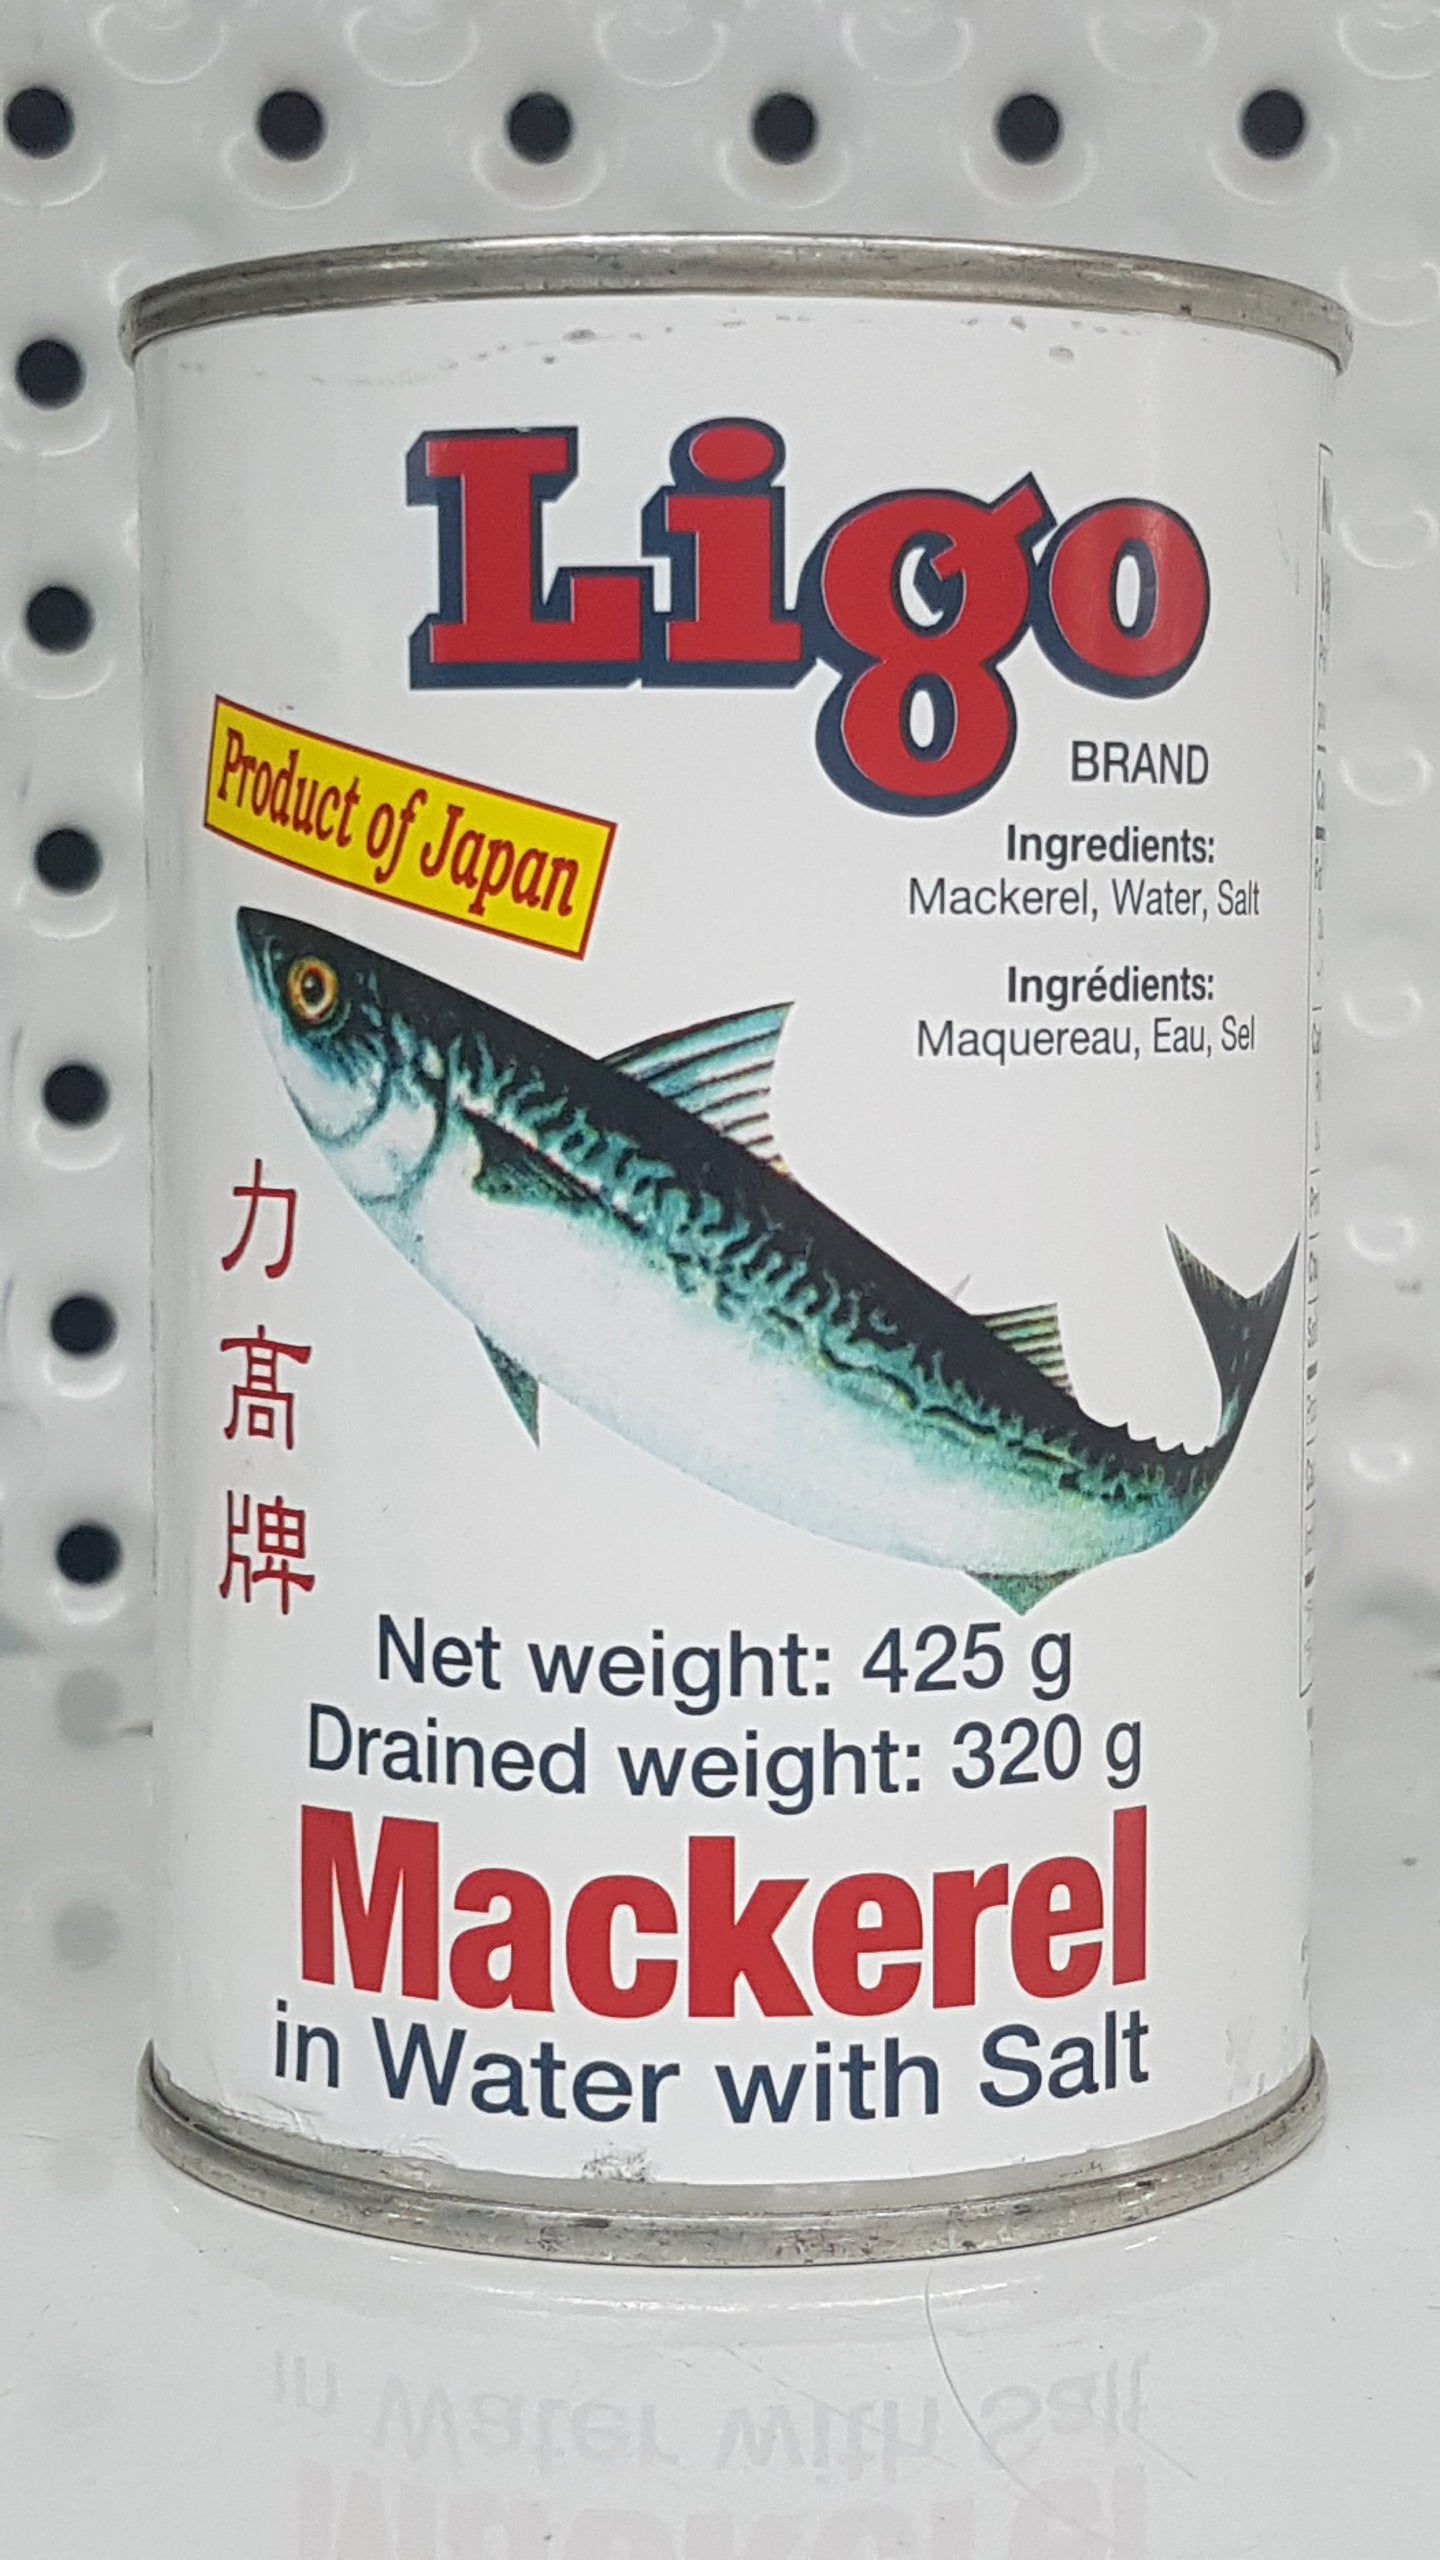 Ligo
BRAND
Product of Japan
Ingredients:
Mackerel, Water, Salt
Ingrédients:
Maquereau, Eau, Sel
力高牌
Net weight: 425 g
Drained weight: 320 g
Mackerel
in Water with Salt